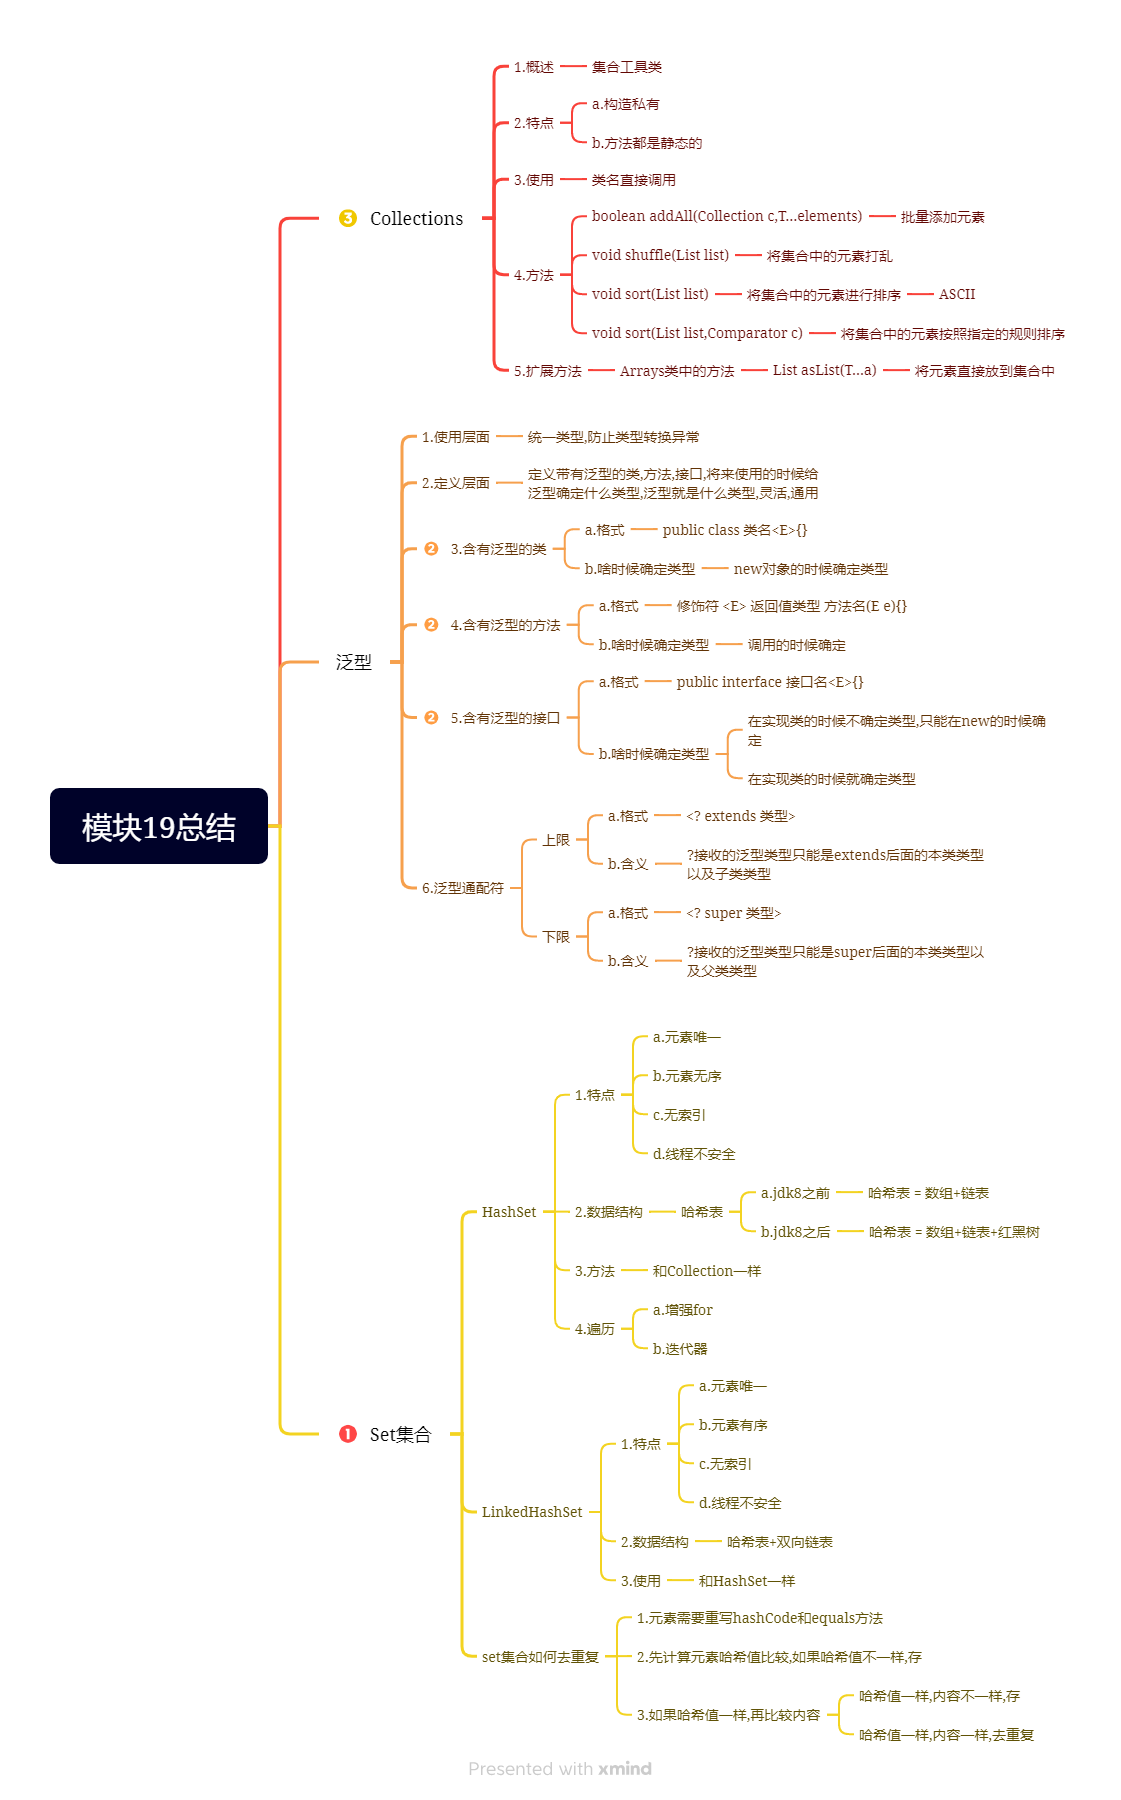 模块19总结
3
Collections
1.概述
集合工具类
2.特点
a.构造私有
b.方法都是静态的
3.使用
类名直接调用
4.方法
boolean addAll(Collection c,T...elements)
批量添加元素
void shuffle(List list)
将集合中的元素打乱
void sort(List list)
将集合中的元素进行排序
ASCII
void sort(List list,Comparator c)
将集合中的元素按照指定的规则排序
5.扩展方法
Arrays类中的方法
List asList(T...a)
将元素直接放到集合中
泛型
1.使用层面
统一类型,防止类型转换异常
2.定义层面
定义带有泛型的类,方法,接口,将来使用的时候给
泛型确定什么类型,泛型就是什么类型,灵活,通用
2
3.含有泛型的类
a.格式
public class 类名<E>{}
b.啥时候确定类型
new对象的时候确定类型
2
4.含有泛型的方法
a.格式
修饰符 <E> 返回值类型 方法名(E e){}
b.啥时候确定类型
调用的时候确定
2
5.含有泛型的接口
a.格式
public interface 接口名<E>{}
b.啥时候确定类型
在实现类的时候不确定类型,只能在new的时候确
定
在实现类的时候就确定类型
6.泛型通配符
上限
a.格式
<? extends 类型>
b.含义
?接收的泛型类型只能是extends后面的本类类型
以及子类类型
下限
a.格式
<? super 类型>
b.含义
?接收的泛型类型只能是super后面的本类类型以
及父类类型
1
Set集合
HashSet
1.特点
a.元素唯一
b.元素无序
c.无索引
d.线程不安全
2.数据结构
哈希表
a.jdk8之前
哈希表 = 数组+链表
b.jdk8之后
哈希表 = 数组+链表+红黑树
3.方法
和Collection一样
4.遍历
a.增强for
b.迭代器
LinkedHashSet
1.特点
a.元素唯一
b.元素有序
c.无索引
d.线程不安全
2.数据结构
哈希表+双向链表
3.使用
和HashSet一样
set集合如何去重复
1.元素需要重写hashCode和equals方法
2.先计算元素哈希值比较,如果哈希值不一样,存
3.如果哈希值一样,再比较内容
哈希值一样,内容不一样,存
哈希值一样,内容一样,去重复
Presented with xmind